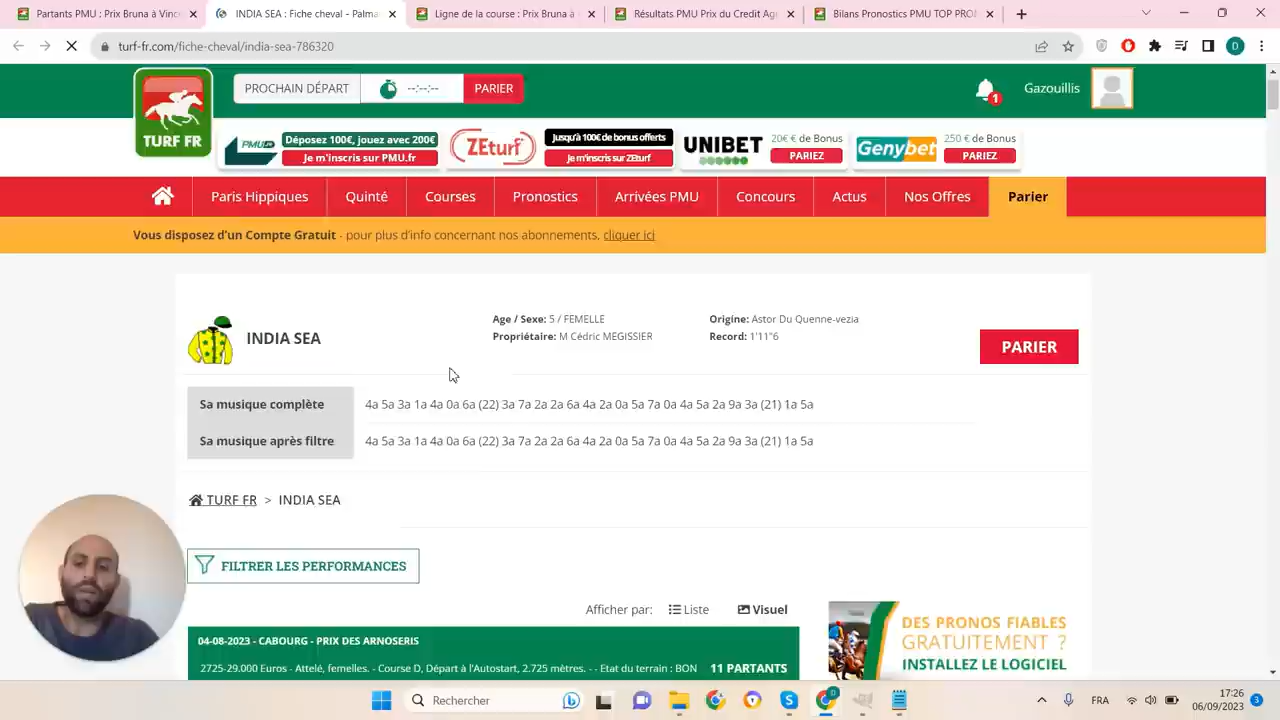 Partants PMU : Prix Bruna à Vince
INDIA SEA : Fiche cheval - Palma
Ligne de la course : Prix Bruna à
Résultats PMU Prix du Credit Ag
Bilans Pronostics PMU TOP PRO
turf-fr.com/fiche-cheval/india-sea-786320
D
PROCHAIN DÉPART
--:--:--
PARIER
1
Gazouillis
TURF FR
PMU.fr
Déposez 100€, jouez avec 200€
Je m'inscris sur PMU.fr
ZEturf
Jusqu'à 100€ de bonus offerts
Je m'inscris sur ZEturf
UNIBET
20€ € de Bonus
PARIEZ
Genybet
250 € de Bonus
PARIEZ
Paris Hippiques
Quinté
Courses
Pronostics
Arrivées PMU
Concours
Actus
Nos Offres
Parier
Vous disposez d'un Compte Gratuit - pour plus d'info concernant nos abonnements, cliquer ici
INDIA SEA
Age / Sexe: 5 / FEMELLE
Propriétaire: M Cédric MEGISSIER
Origine: Astor Du Quenne-vezia
Record: 1'11"6
PARIER
Sa musique complète
4a 5a 3a 1a 4a 0a 6a (22) 3a 7a 2a 2a 6a 4a 2a 0a 5a 7a 0a 4a 5a 2a 9a 3a (21) 1a 5a
Sa musique après filtre
4a 5a 3a 1a 4a 0a 6a (22) 3a 7a 2a 2a 6a 4a 2a 0a 5a 7a 0a 4a 5a 2a 9a 3a (21) 1a 5a
TURF FR > INDIA SEA
FILTRER LES PERFORMANCES
Afficher par:
Liste
Visuel
04-08-2023 - CABOURG - PRIX DES ARNOSERIS
2725-29.000 Euros - Attelé, femelles. - Course D, Départ à l'Autostart, 2.725 mètres. - - Etat du terrain : BON
11 PARTANTS
DES PRONOS FIABLES
GRATUITEMENT ?
INSTALLEZ LE LOGICIEL
Rechercher
D
FRA
17:26
06/09/2023
3